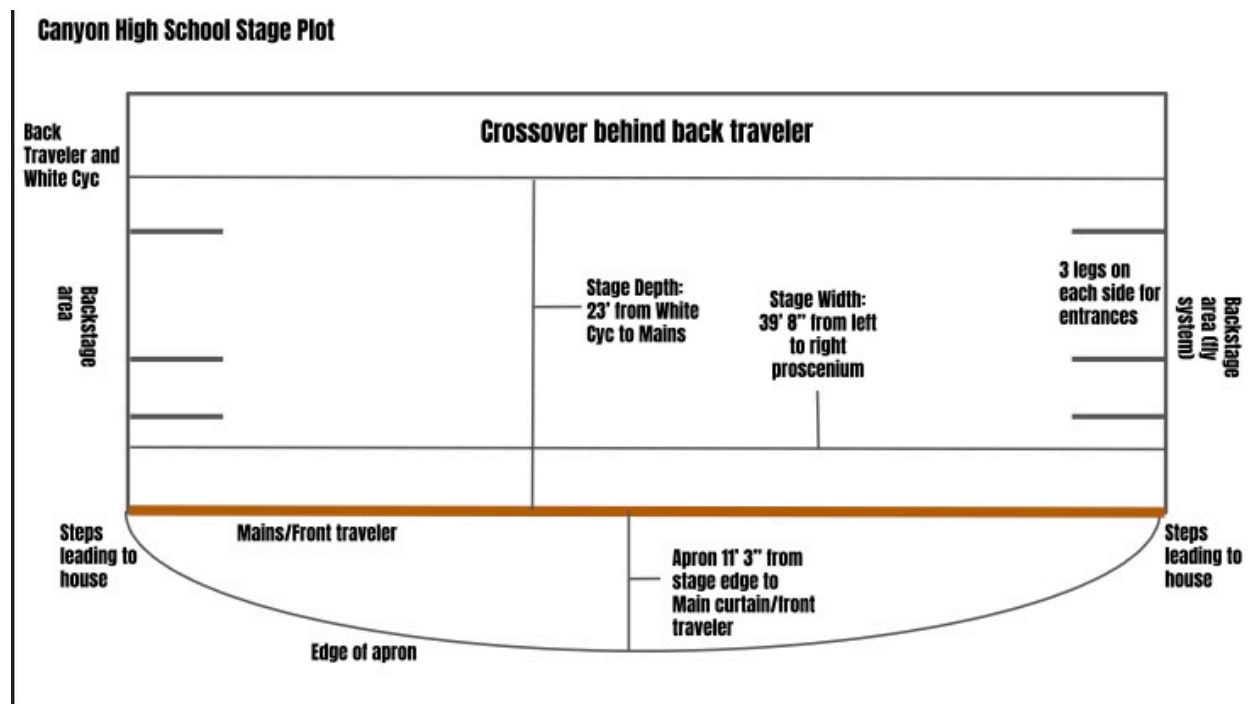 Canyon High School Stage Plot
Crossover behind back traveler
Back
Traveler and
White Cyc
Backstage
area
Stage Depth:
23' from White
Cyc to Mains
Stage Width:
39' 8" from left
to right
proscenium
3 legs on
each side for
entrances
Backstage
area (fly
system)
Steps
leading to
house
Mains/Front traveler
Apron 11' 3" from
stage edge to
Main curtain/front
traveler
Steps
leading to
house
Edge of apron